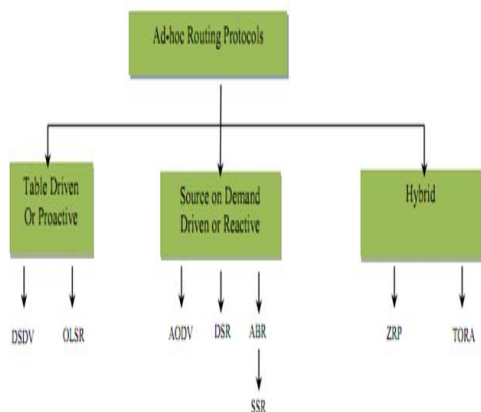 Ad-hoc Routing Protocols
Table Driven
Or Proactive
Source on Demand
Driven or Reactive
Hybrid
DSDV
OLSR
AODV
DSR
ABR
ZRP
TORA
SSR